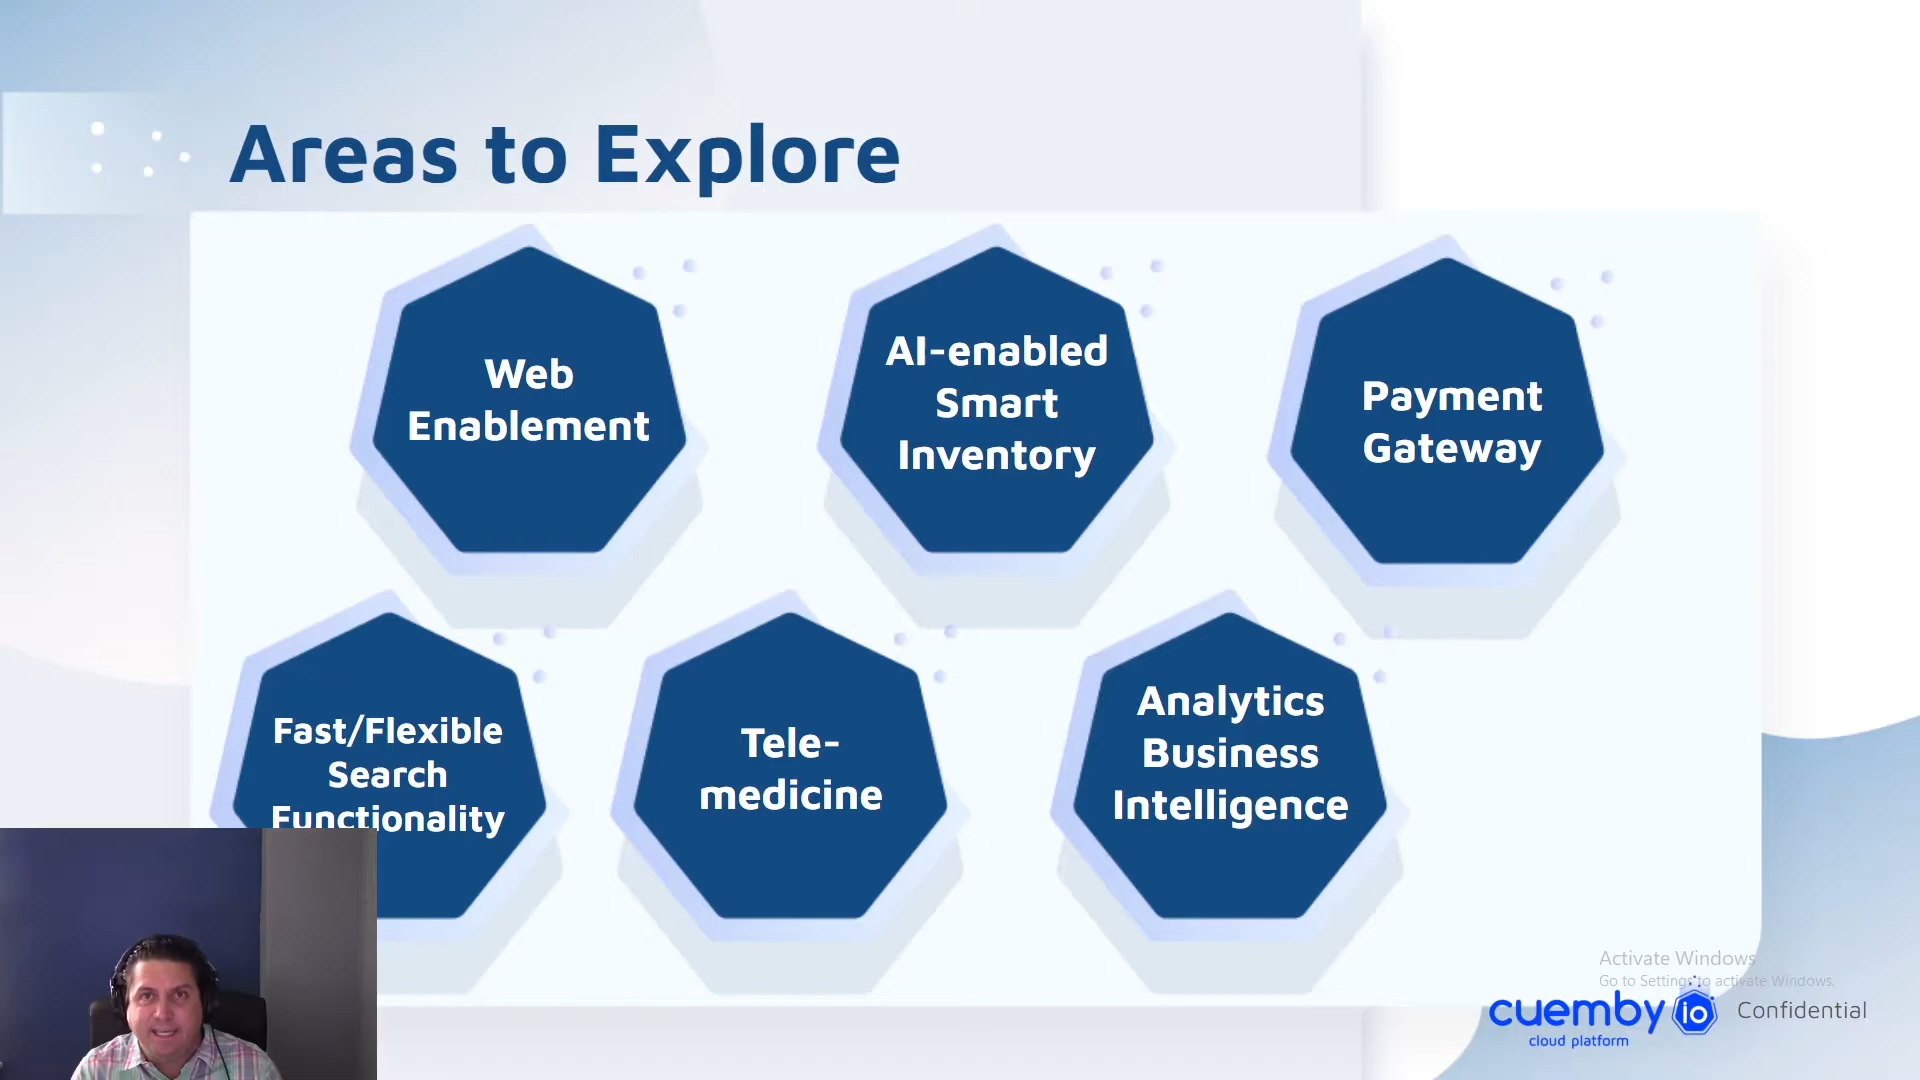 Areas to Explore
Web
Enablement
AI-enabled
Smart
Inventory
Payment
Gateway
Fast/Flexible
Search
Functionality
Tele-
medicine
Analytics
Business
Intelligence
Activate Windows
Go to Settings to activate Windows.
cuemby io
cloud platform
Confidential